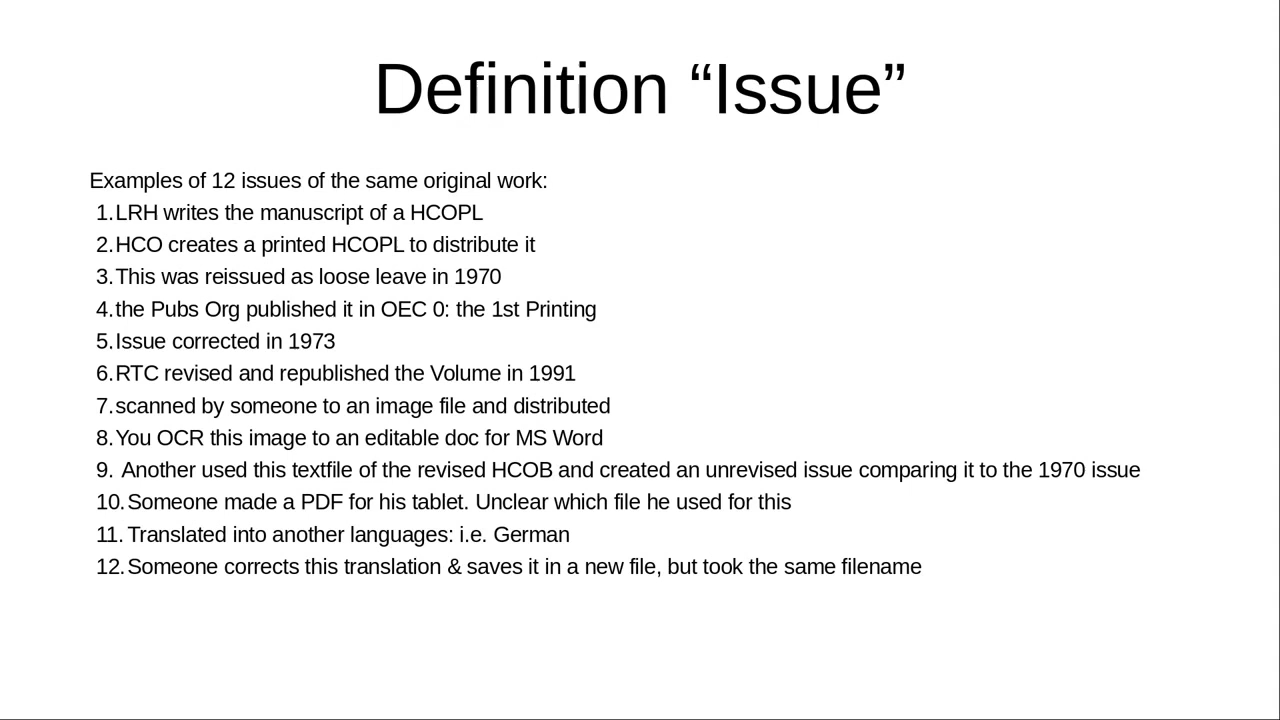 Definition “Issue”
Examples of 12 issues of the same original work:
1.LRH writes the manuscript of a HCOPL
2.HCO creates a printed HCOPL to distribute it
3.This was reissued as loose leave in 1970
4.the Pubs Org published it in OEC 0: the 1st Printing
5.Issue corrected in 1973
6.RTC revised and republished the Volume in 1991
7.scanned by someone to an image file and distributed
8.You OCR this image to an editable doc for MS Word
9. Another used this textfile of the revised HCOB and created an unrevised issue comparing it to the 1970 issue
10.Someone made a PDF for his tablet. Unclear which file he used for this
11. Translated into another languages: i.e. German
12.Someone corrects this translation & saves it in a new file, but took the same filename